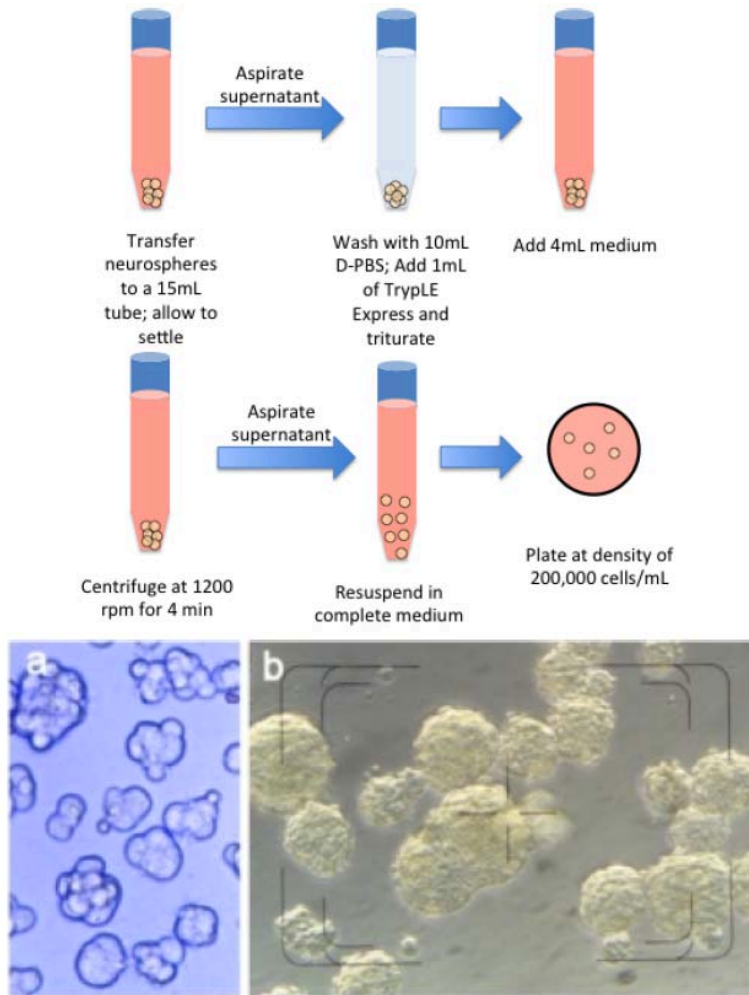 Aspirate
supernatant
Transfer
neurospheres
to a 15mL
tube; allow to
settle
Wash with 10mL
D-PBS; Add 1mL
of TrypLE
Express and
triturate
Add 4mL medium
Aspirate
supernatant
Centrifuge at 1200
rpm for 4 min
Resuspend in
complete medium
Plate at density of
200,000 cells/mL
a
b